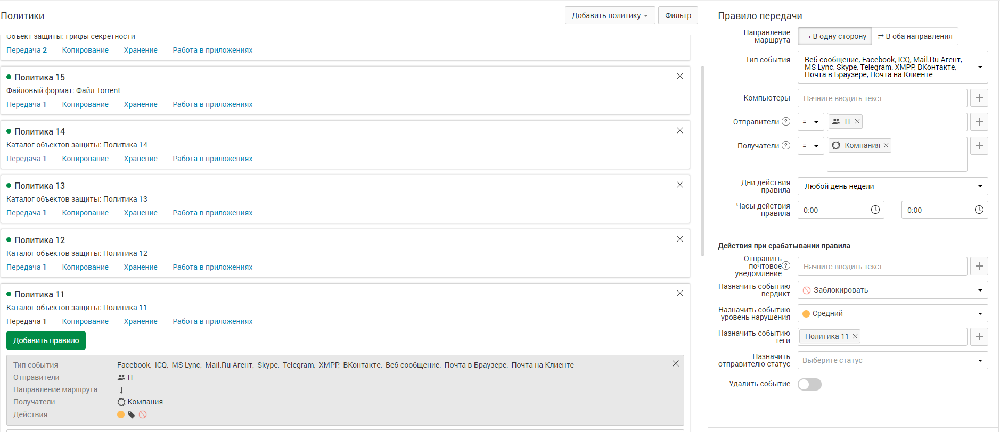 Политики
Добавить политику
Фильтр
Объект защиты: Грифы секретности
Передача 2 Копирование Хранение Работа в приложениях
Политика 15
Файловый формат: Файл Torrent
Передача 1 Копирование Хранение Работа в приложениях
Политика 14
Каталог объектов защиты: Политика 14
Передача 1 Копирование Хранение Работа в приложениях
Политика 13
Каталог объектов защиты: Политика 13
Передача 1 Копирование Хранение Работа в приложениях
Политика 12
Каталог объектов защиты: Политика 12
Передача 1 Копирование Хранение Работа в приложениях
Политика 11
Каталог объектов защиты: Политика 11
Передача 1 Копирование Хранение Работа в приложениях
Добавить правило
Тип события Facebook, ICQ, MS Lync, Mail.Ru Агент, Skype, Telegram, XMPP, ВКонтакте, Веб-сообщение, Почта в Браузере, Почта на Клиенте
Отправители IT
Направление маршрута
Получатели Компания
Действия
Правило передачи
Направление
маршрута
→ В одну сторону ⇄ В оба направления
Тип события
Веб-сообщение, Facebook, ICQ, Mail.Ru Агент,
MS Lync, Skype, Telegram, XMPP, ВКонтакте,
Почта в Браузере, Почта на Клиенте
Компьютеры Начните вводить текст
Отправители ? = IT
Получатели ? = Компания
Дни действия
правила
Любой день недели
Часы действия
правила
0:00 - 0:00
Действия при срабатывании правила
Отправить
почтовое ?
уведомление
Начните вводить текст
Назначить событию
вердикт
Заблокировать
Назначить событию
уровень нарушения
Средний
Назначить событию
теги
Политика 11
Назначить
отправителю статус
Выберите статус
Удалить событие